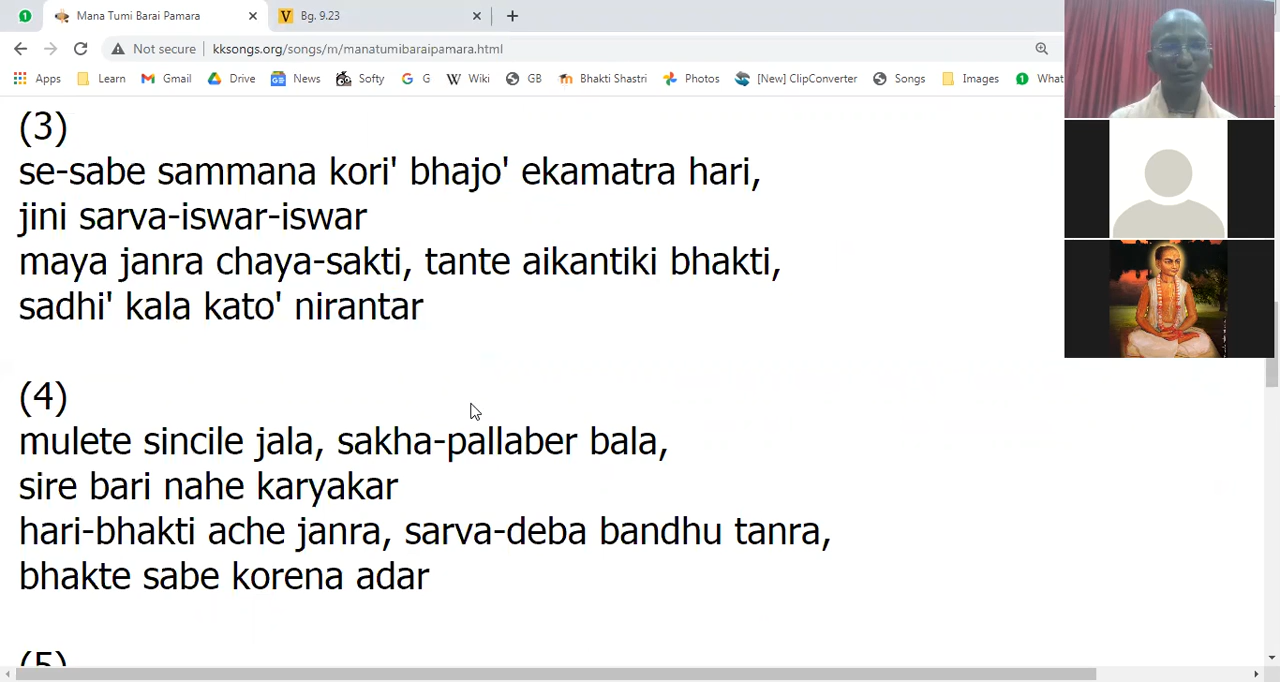 Mana Tumi Barai Pamara
Bg. 9.23
Not secure
kksongs.org/songs/m/manatumibaraipamara.html
Apps Learn Gmail Drive News Softy G Wiki GB Bhakti Shastri Photos [New] ClipConverter Songs Images What
(3)
se-sabe sammana kori' bhajo' ekamatra hari,
jini sarva-iswar-iswar
maya janra chaya-sakti, tante aikantiki bhakti,
sadhi' kala kato' nirantar
(4)
mulete sincile jala, sakha-pallaber bala,
sire bari nahe karyakar
hari-bhakti ache janra, sarva-deba bandhu tanra,
bhakte sabe korena adar
(5)